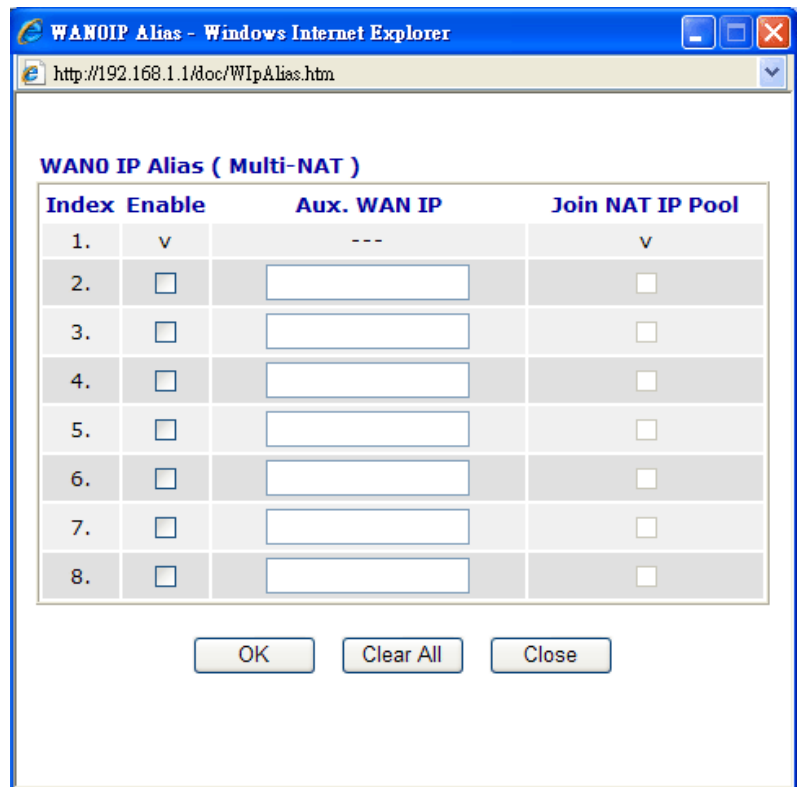 WAN0IP Alias - Windows Internet Explorer
http://192.168.1.1/doc/WIpAlias.htm
WAN0 IP Alias ( Multi-NAT )
Index Enable Aux. WAN IP Join NAT IP Pool
1. v --- v
2.
3.
4.
5.
6.
7.
8.
OK Clear All Close